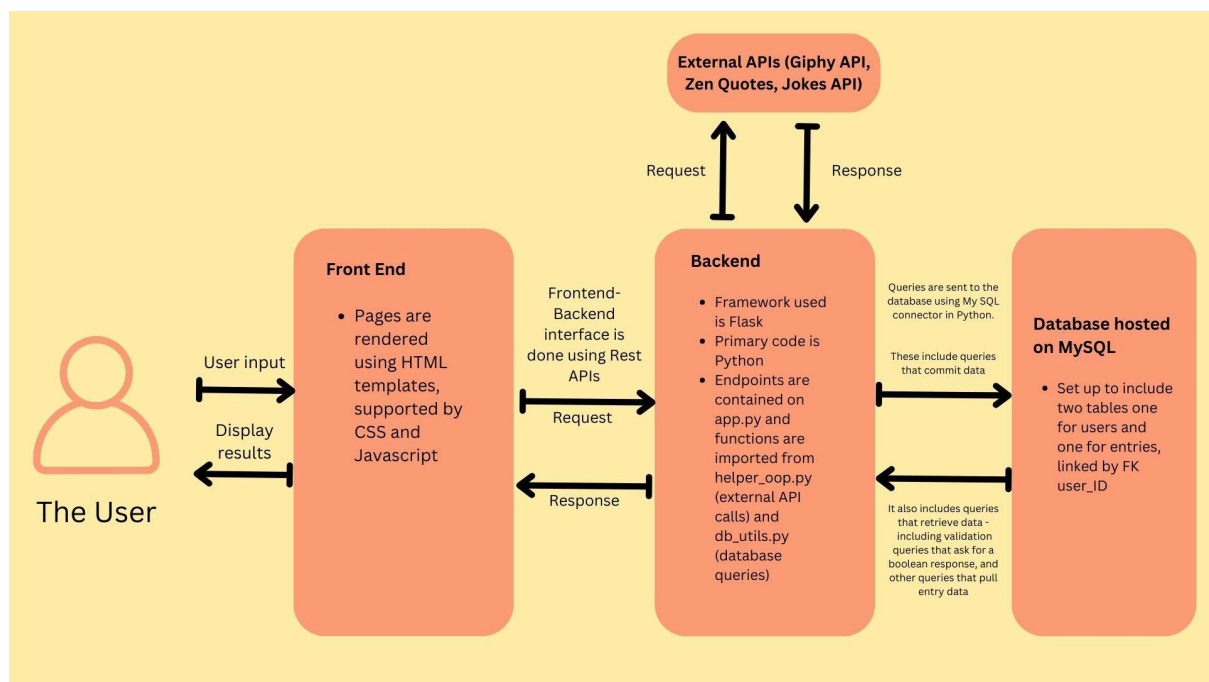 External APIs (Giphy API,
Zen Quotes, Jokes API)
Request
Response
The User
User input
Display
results
Front End
• Pages are
rendered
using HTML
templates,
supported by
CSS and
Javascript
Frontend-
Backend
interface is
done using Rest
APIs
Request
Response
Backend
• Framework used
is Flask
• Primary code is
Python
• Endpoints are
contained on
app.py and
functions are
imported from
helper_oop.py
(external API
calls) and
db_utils.py
(database
queries)
Queries are sent to the
database using My SQL
connector in Python.
These include queries
that commit data
It also includes queries
that retrieve data -
including validation
queries that ask for a
boolean response, and
other queries that pull
entry data
Database hosted
on MySQL
• Set up to include
two tables one
for users and
one for entries,
linked by FK
user_ID